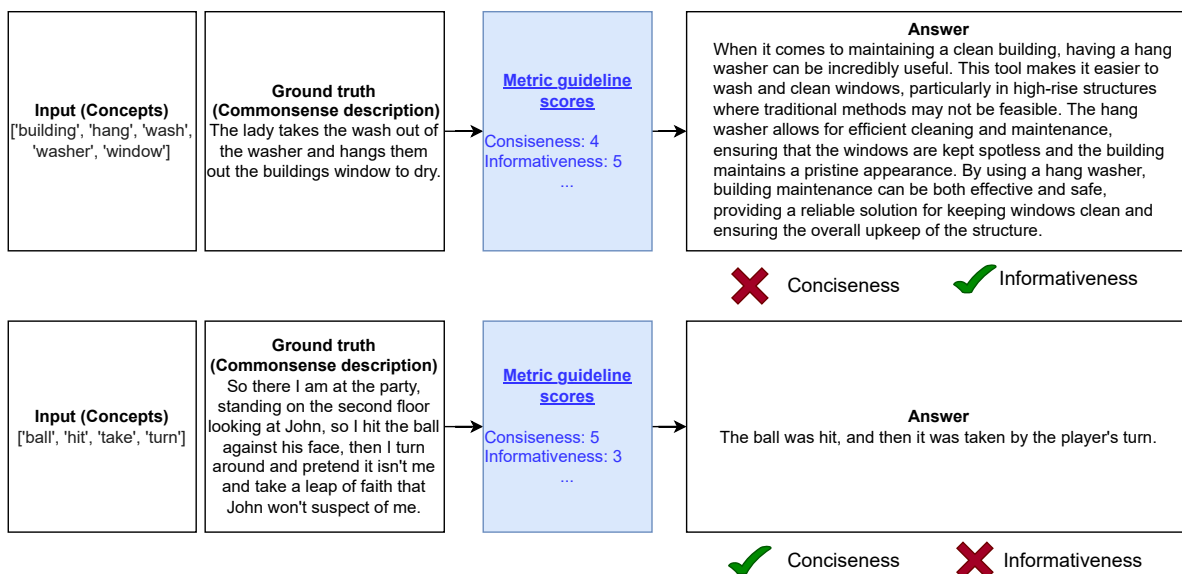 Input (Concepts)
['building', 'hang', 'wash',
'washer', 'window']
Ground truth
(Commonsense description)
The lady takes the wash out of
the washer and hangs them
out the buildings window to dry.
Metric guideline
scores
Consiseness: 4
Informativeness: 5
...
Answer
When it comes to maintaining a clean building, having a hang
washer can be incredibly useful. This tool makes it easier to
wash and clean windows, particularly in high-rise structures
where traditional methods may not be feasible. The hang
washer allows for efficient cleaning and maintenance,
ensuring that the windows are kept spotless and the building
maintains a pristine appearance. By using a hang washer,
building maintenance can be both effective and safe,
providing a reliable solution for keeping windows clean and
ensuring the overall upkeep of the structure.
Conciseness
Informativeness
Input (Concepts)
['ball', 'hit', 'take', 'turn']
Ground truth
(Commonsense description)
So there I am at the party,
standing on the second floor
looking at John, so I hit the ball
against his face, then I turn
around and pretend it isn't me
and take a leap of faith that
John won't suspect of me.
Metric guideline
scores
Consiseness: 5
Informativeness: 3
...
Answer
The ball was hit, and then it was taken by the player's turn.
Conciseness
Informativeness